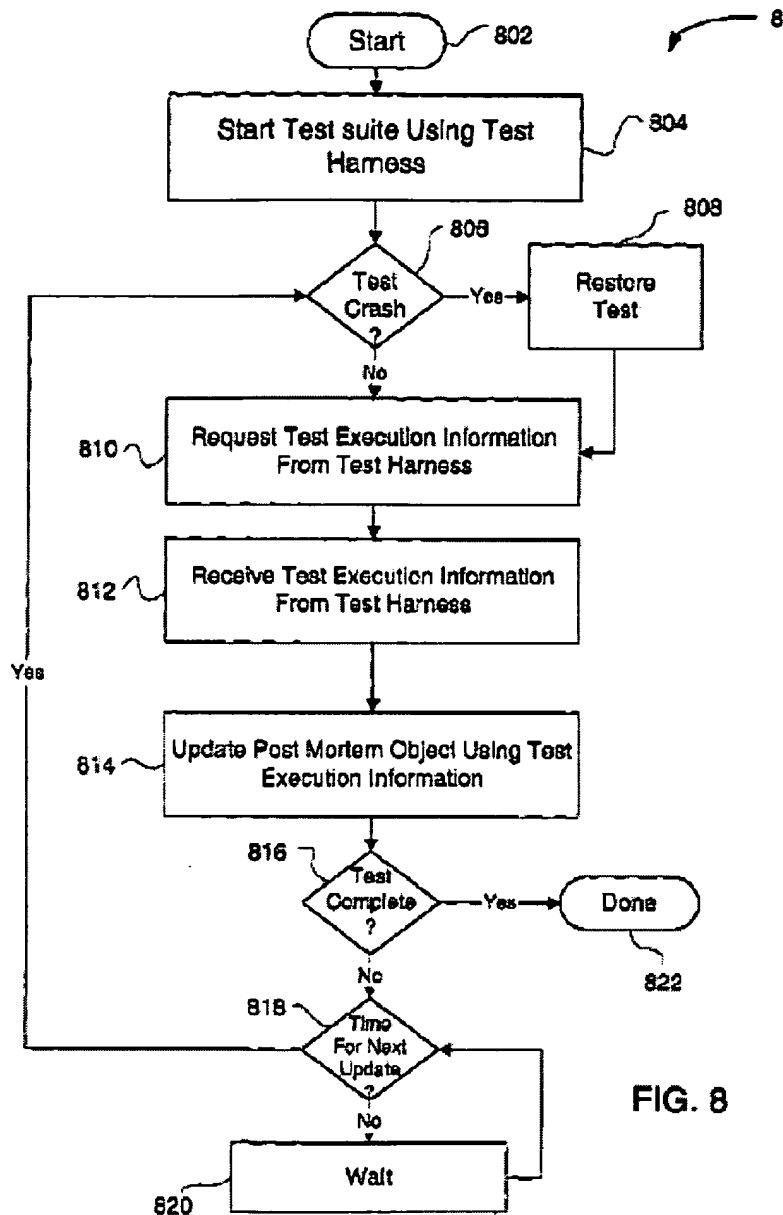 8
Start
802
Start Test suite Using Test
Harness
804
806
808
Test
Crash
?
Yes
Restore
Test
No
810
Request Test Execution Information
From Test Harness
812
Receive Test Execution Information
From Test Harness
Yes
814
Update Post Mortem Object Using Test
Execution Information
816
Test
Complete
?
Yes
Done
822
No
818
Time
For Next
Update
?
No
FIG. 8
Wait
820